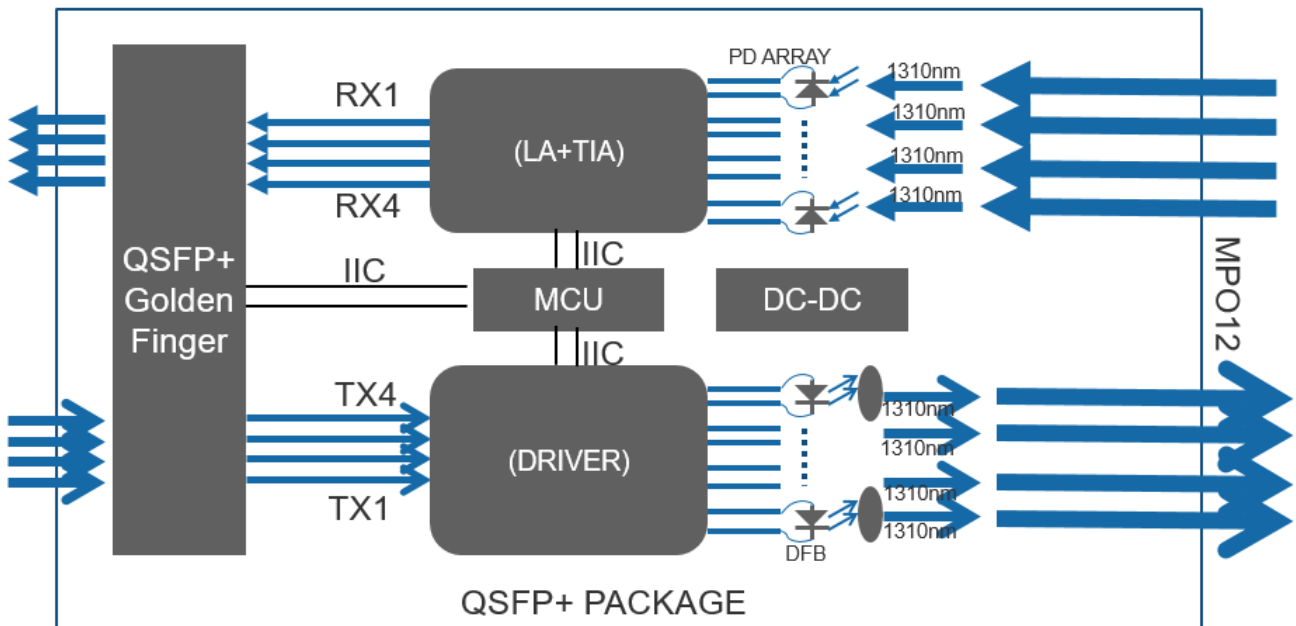 PD ARRAY
1310nm
RX1
1310nm
(LA+TIA)
1310nm
1310nm
RX4
QSFP+
Golden
Finger
IIC
IIC
MCU
DC-DC
MPO12
IIC
TX4
1310nm
1310nm
(DRIVER)
1310nm
TX1
1310nm
DFB
QSFP+ PACKAGE